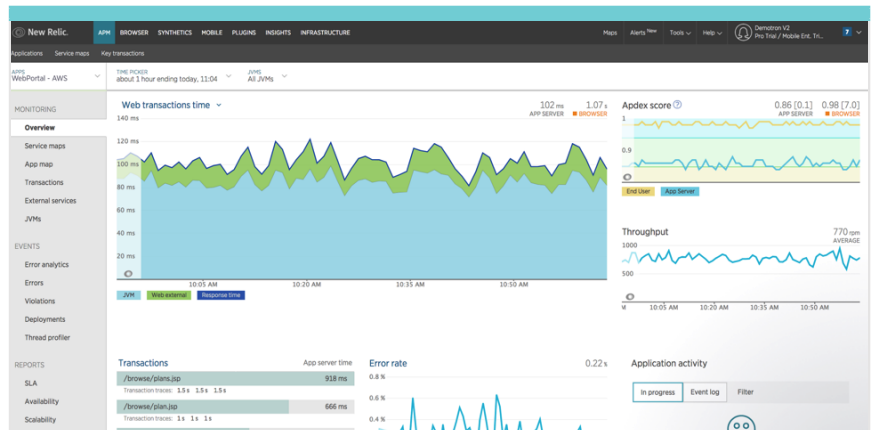 New Relic. APM BROWSER SYNTHETICS MOBILE PLUGINS INSIGHTS INFRASTRUCTURE Maps Alerts New Tools Help Demotron V2 7
Pro Trial / Mobile Ent. Tri...
Applications Service maps Key transactions
APPS TIME PICKER JVMS
WebPortal - AWS about 1 hour ending today, 11:04 All JVMs
MONITORING
Overview
Service maps
App map
Transactions
External services
JVMs
EVENTS
Error analytics
Errors
Violations
Deployments
Thread profiler
REPORTS
SLA
Availability
Scalability
Web transactions time 102 ms 1.07 s
APP SERVER BROWSER
140 ms
120 ms
100 ms
80 ms
60 ms
40 ms
20 ms
10:05 AM 10:20 AM 10:35 AM 10:50 AM
JVM Web external Response time
Apdex score ? 0.86 [0.1] 0.98 [7.0]
APP SERVER BROWSER
1
0.9
End User App Server
Throughput 770 rpm
AVERAGE
1000
500
M 10:05 AM 10:20 AM 10:35 AM 10:50 AM
Transactions App server time
/browse/plans.jsp 918 ms
Transaction traces: 1.5 s 1.5 s 1.5 s
/browse/plan.jsp 666 ms
Transaction traces: 1 s 1 s 1 s
Error rate 0.22 %
0.8 %
0.6 %
0.4 %
Application activity
In progress Event log Filter